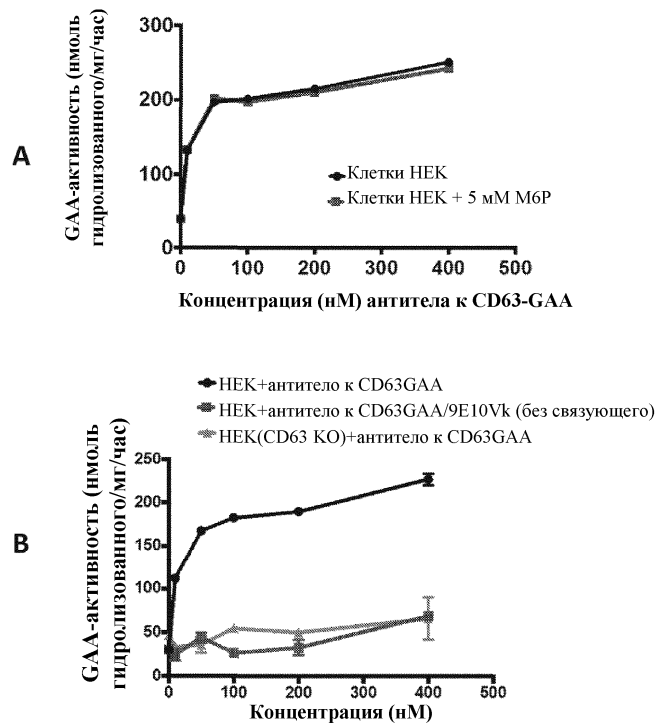 A
GAA-активность (нмоль
гидролизованного/мг/час)
300
200
100
0
Клетки HEK
Клетки HEK + 5 мМ М6Р
0 100 200 300 400 500
Концентрация (нМ) антитела к CD63-GAA
HEK+антитело к CD63GAA
HEK+антитело к CD63GAA/9E10Vk (без связующего)
HEK(CD63 KO)+антитело к CD63GAA
B
GAA-активность (нмоль
гидролизованного/мг/час)
250
200
150
100
50
0
0 100 200 300 400 500
Концентрация (нМ)